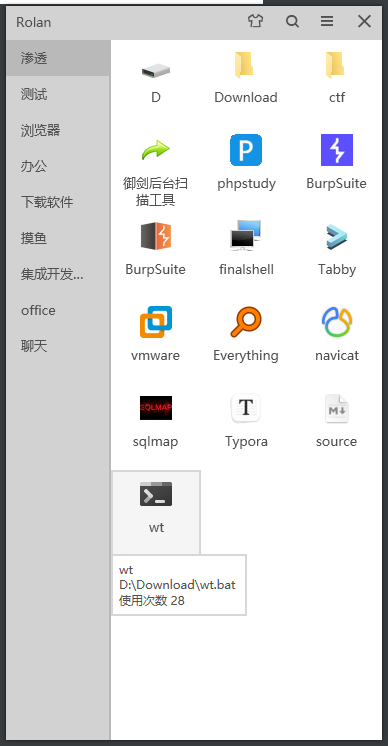 Rolan
渗透
测试
浏览器
办公
下载软件
摸鱼
集成开发...
office
聊天
D
Download
ctf
御剑后台扫
描工具
phpstudy
BurpSuite
BurpSuite
finalshell
Tabby
vmware
Everything
navicat
SQLMAP
sqlmap
T
Typora
M
source
wt
wt
D:\Download\wt.bat
使用次数 28